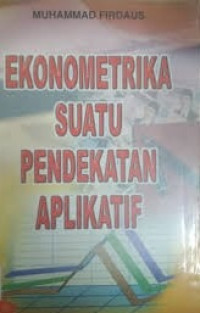 MUHAMMAD FIRDAUS
EKONOMETRIKA
SUATU
PENDEKATAN
APLIKATIF